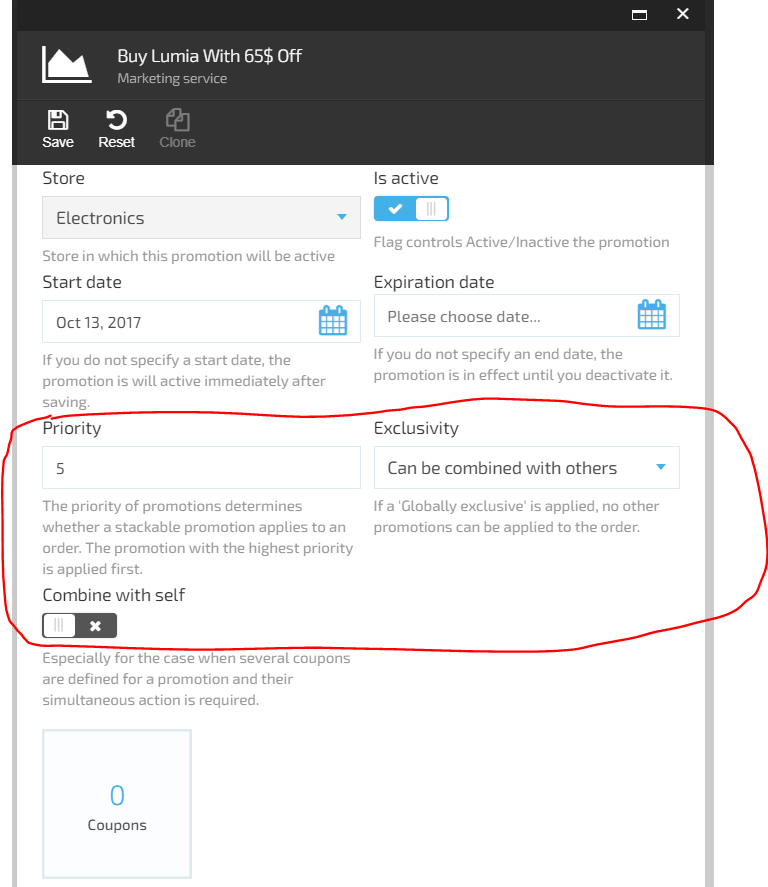 Buy Lumia With 65$ Off
Marketing service
Save
Reset
Clone
Store
Electronics
Store in which this promotion will be active
Is active
Flag controls Active/Inactive the promotion
Start date
Oct 13, 2017
If you do not specify a start date, the
promotion is will active immediately after
saving.
Expiration date
Please choose date...
If you do not specify an end date, the
promotion is in effect until you deactivate it.
Priority
5
The priority of promotions determines
whether a stackable promotion applies to an
order. The promotion with the highest priority
is applied first.
Exclusivity
Can be combined with others
If a 'Globally exclusive' is applied, no other
promotions can be applied to the order.
Combine with self
Especially for the case when several coupons
are defined for a promotion and their
simultaneous action is required.
0
Coupons